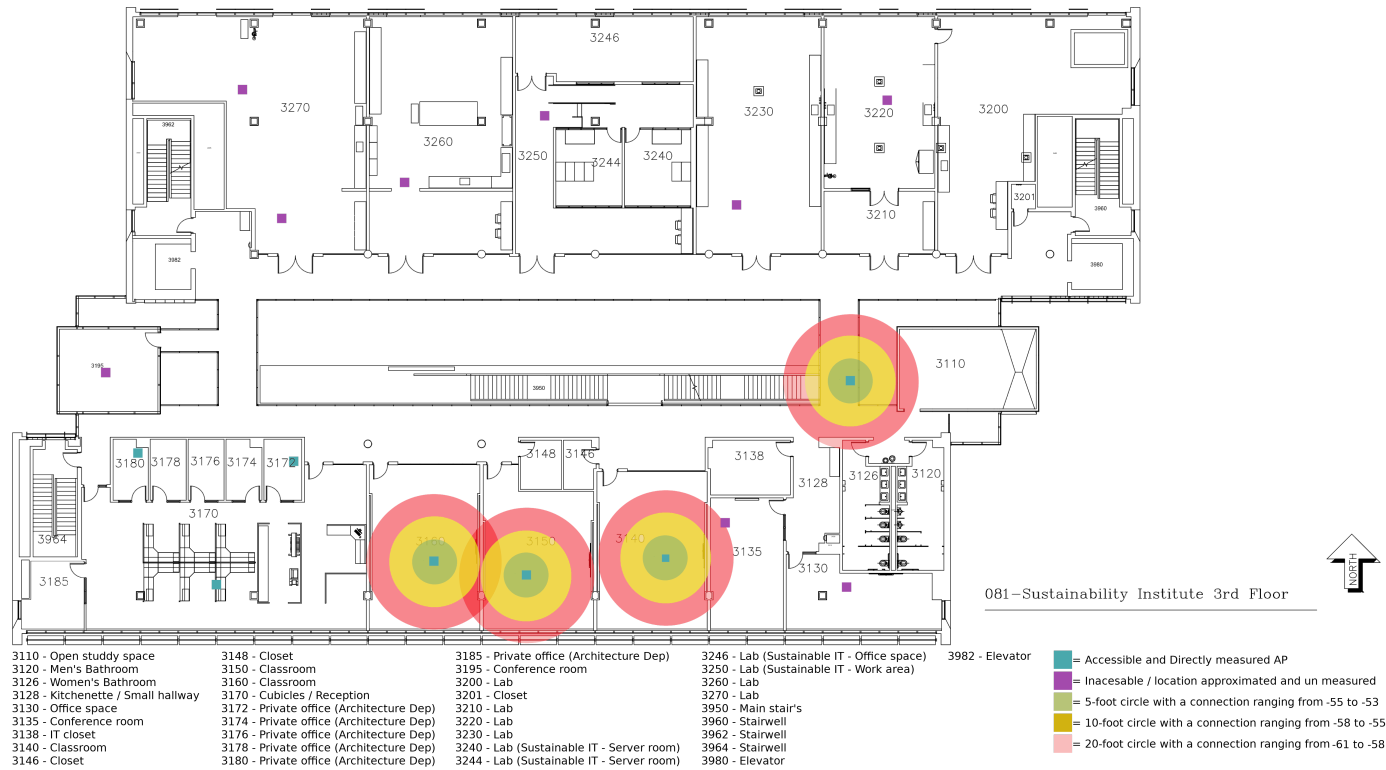 3246
3270
3230
3220
3200
3962
3260
3250
3244
3240
3201
3210
3960
3982
3980
3195
3110
3950
3148
3146
3138
3180
3178
3176
3174
3172
3126
3120
3128
3170
3964
3160
3150
3140
3135
3130
3185
NORTH
081-Sustainability Institute 3rd Floor
3110 - Open studdy space
3120 - Men's Bathroom
3126 - Women's Bathroom
3128 - Kitchenette / Small hallway
3130 - Office space
3135 - Conference room
3138 - IT closet
3140 - Classroom
3146 - Closet
3148 - Closet
3150 - Classroom
3160 - Classroom
3170 - Cubicles / Reception
3172 - Private office (Architecture Dep)
3174 - Private office (Architecture Dep)
3176 - Private office (Architecture Dep)
3178 - Private office (Architecture Dep)
3180 - Private office (Architecture Dep)
3185 - Private office (Architecture Dep)
3195 - Conference room
3200 - Lab
3201 - Closet
3210 - Lab
3220 - Lab
3230 - Lab
3240 - Lab (Sustainable IT - Server room)
3244 - Lab (Sustainable IT - Server room)
3246 - Lab (Sustainable IT - Office space)
3250 - Lab (Sustainable IT - Work area)
3260 - Lab
3270 - Lab
3950 - Main stair's
3960 - Stairwell
3962 - Stairwell
3964 - Stairwell
3980 - Elevator
3982 - Elevator
= Accessible and Directly measured AP
= Inacesable / location approximated and un measured
= 5-foot circle with a connection ranging from -55 to -53
= 10-foot circle with a connection ranging from -58 to -55
= 20-foot circle with a connection ranging from -61 to -58